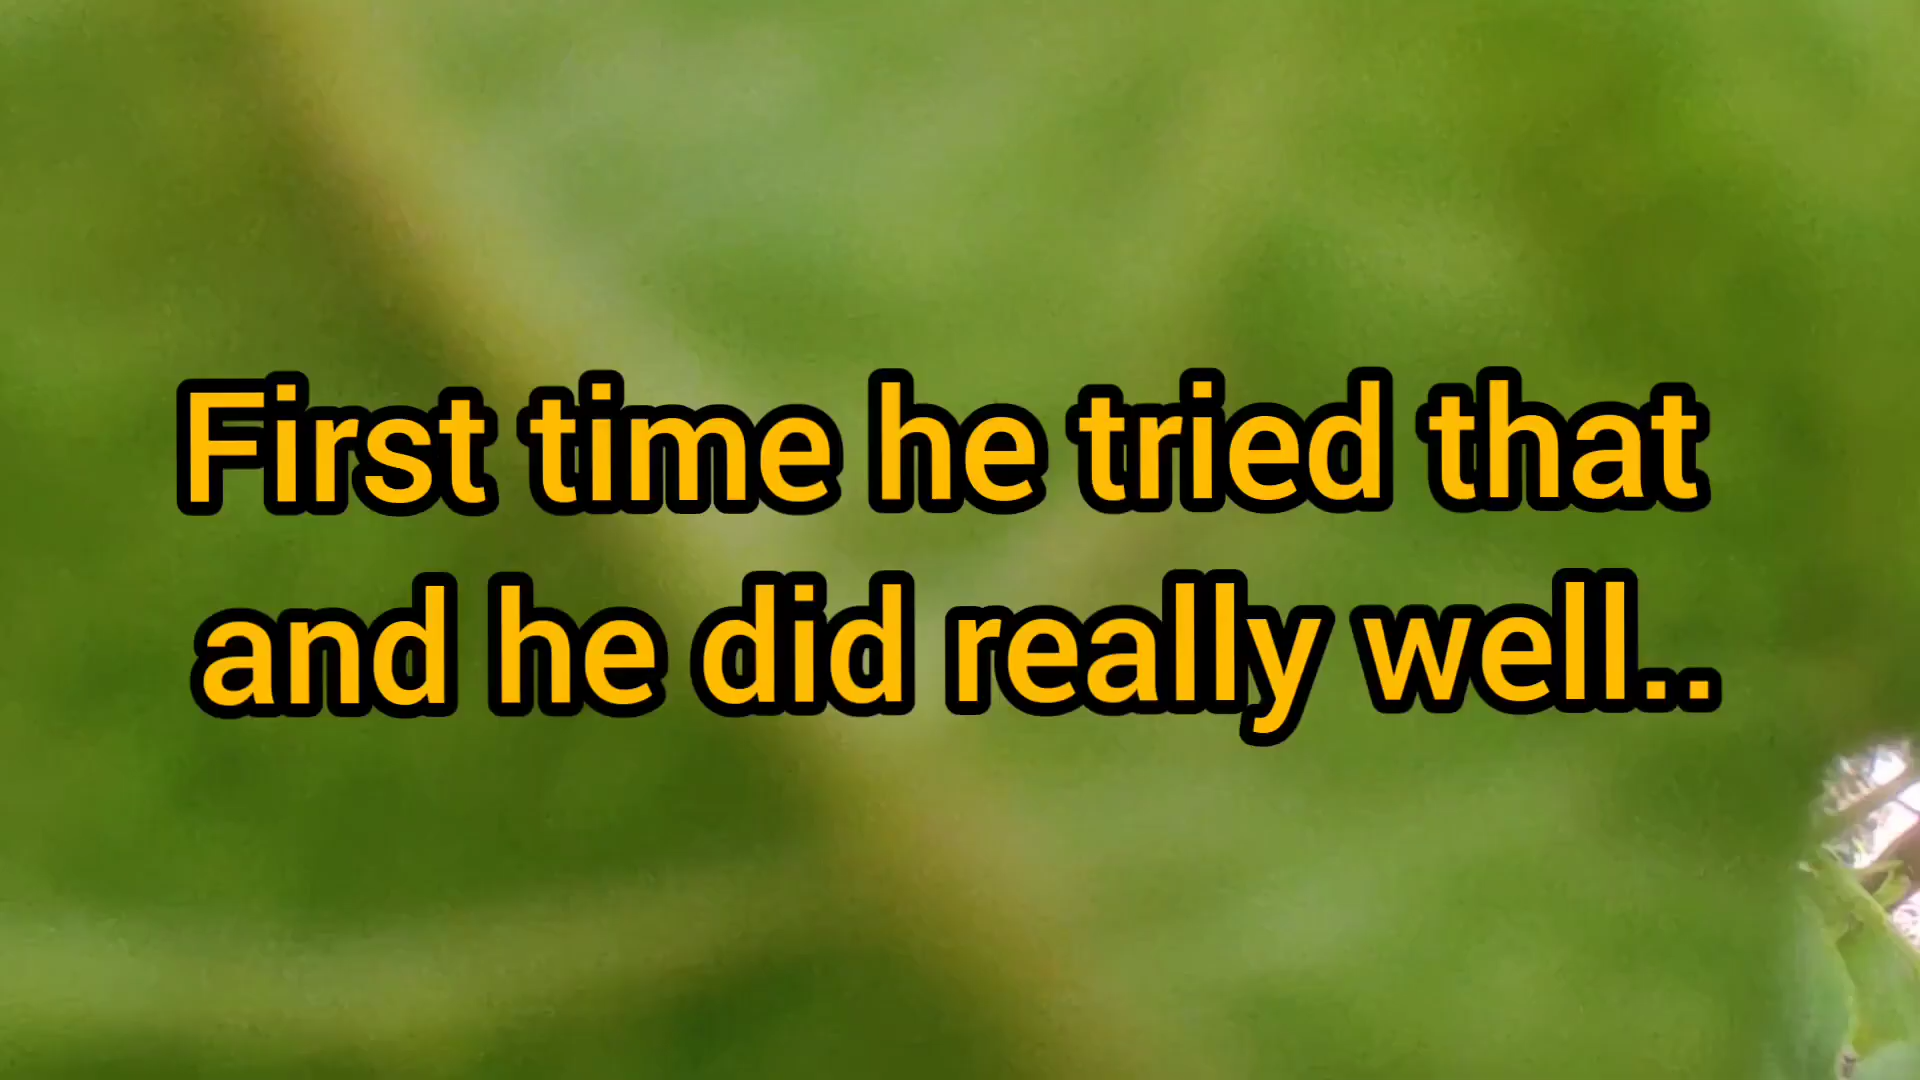 First time he tried that
and he did really well..